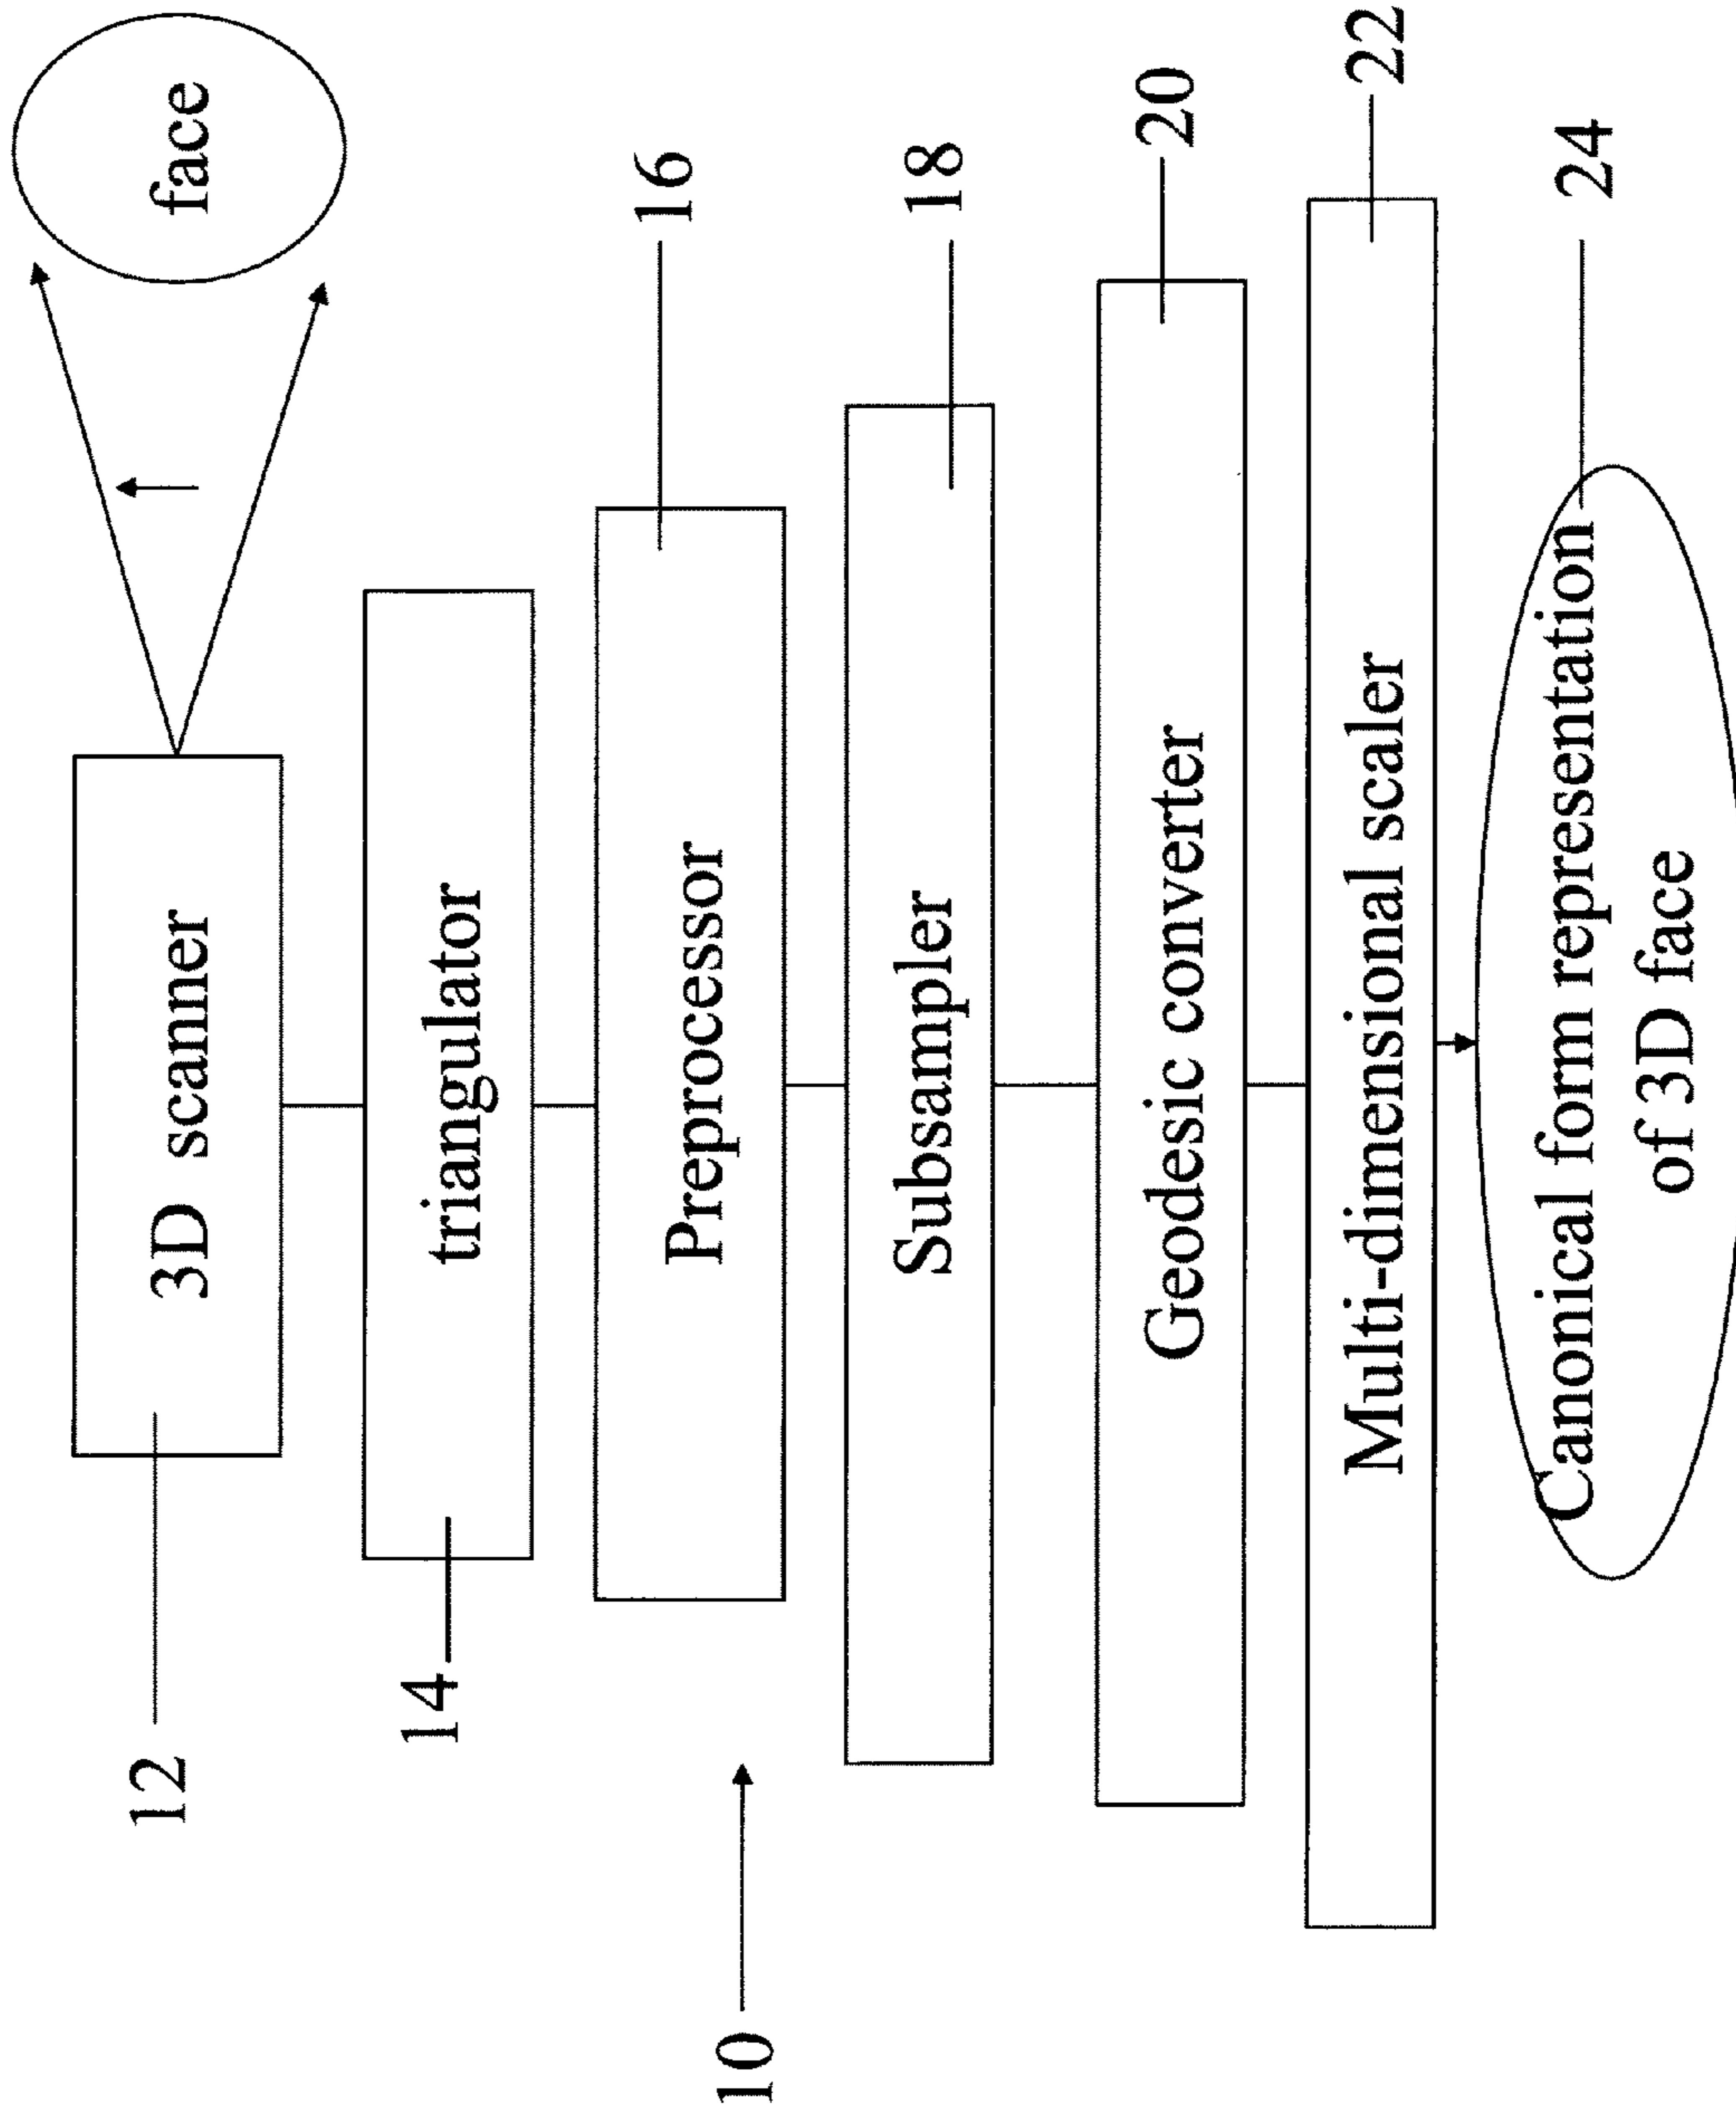 face
12
3D scanner
14
triangulator
16
Preprocessor
10
18
Subsampler
20
Geodesic converter
22
Multi-dimensional scaler
24
Canonical form representation
of 3D face